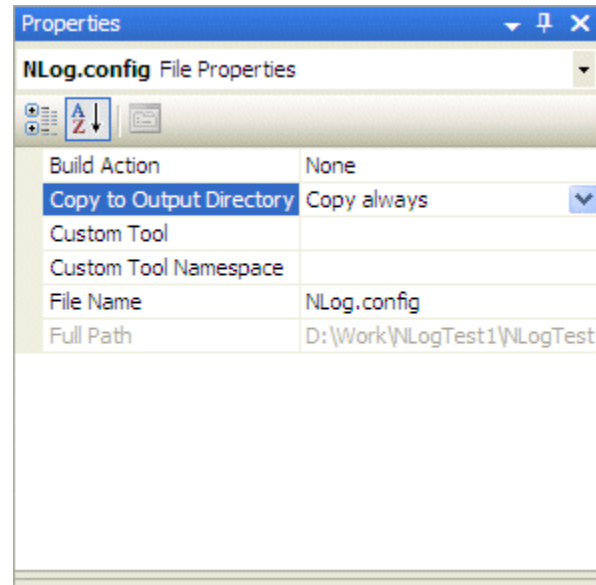 Properties
NLog.config File Properties
Build Action None
Copy to Output Directory Copy always
Custom Tool
Custom Tool Namespace
File Name NLog.config
Full Path D:\Work\NLogTest1\NLogTest